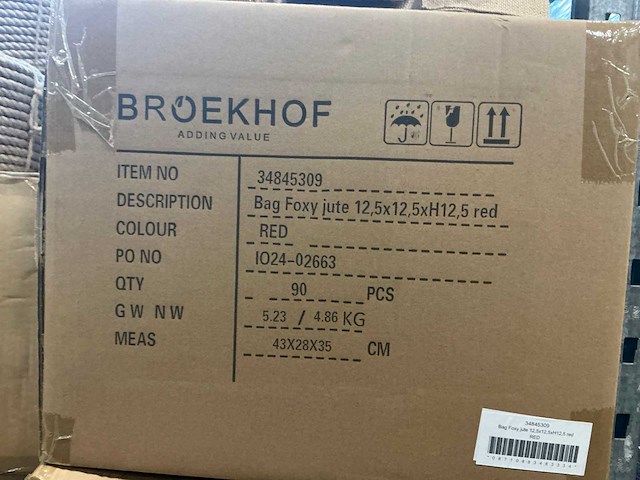 BROEKHOF
ADDING VALUE
ITEM NO 34845309
DESCRIPTION Bag Foxy jute 12,5x12,5xH12,5 red
COLOUR RED
PO NO IO24-02663
QTY 90 PCS
GW NW 5.23 / 4.86 KG
MEAS 43X28X35 CM
34845309
Bag Foxy jute 12,5x12,5xH12,5 red
RED